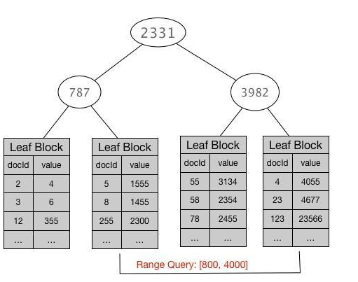 2331
787
3982
Leaf Block
docId value
2 4
3 6
12 355
... ...
Leaf Block
docId value
5 1555
8 1455
255 2300
... ...
Leaf Block
docId value
55 3134
58 2354
78 2455
... ...
Leaf Block
docId value
4 4055
23 4677
123 23566
... ...
Range Query: [800, 4000]